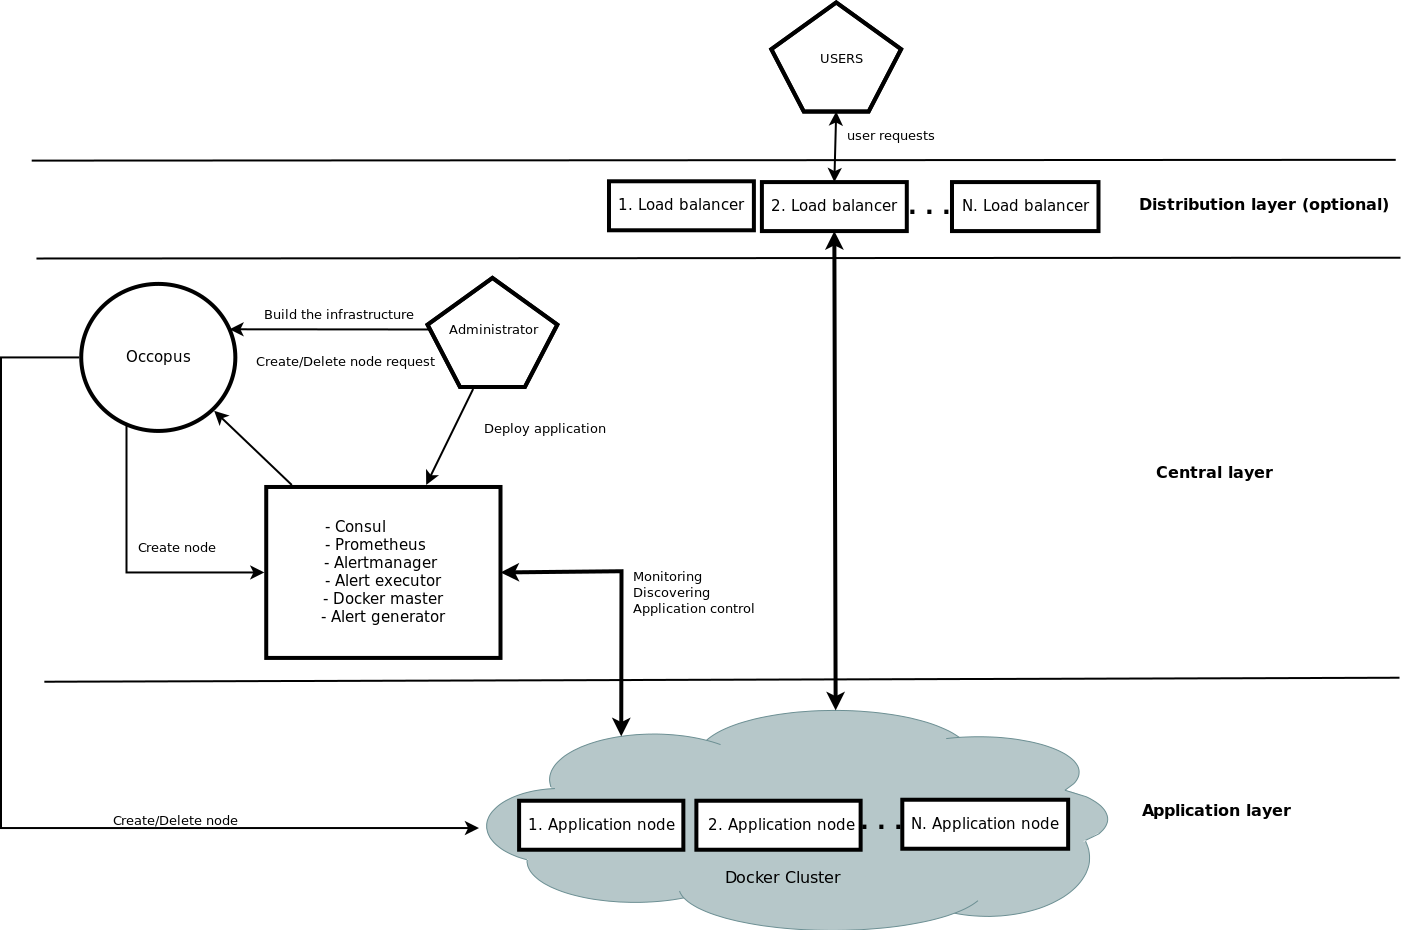 USERS
user requests
1. Load balancer
2. Load balancer
. . .
N. Load balancer
Distribution layer (optional)
Build the infrastructure
Administrator
Occopus
Create/Delete node request
Deploy application
Central layer
- Consul
- Prometheus
- Alertmanager
- Alert executor
- Docker master
- Alert generator
Create node
Monitoring
Discovering
Application control
Create/Delete node
1. Application node
2. Application node
. . .
N. Application node
Application layer
Docker Cluster